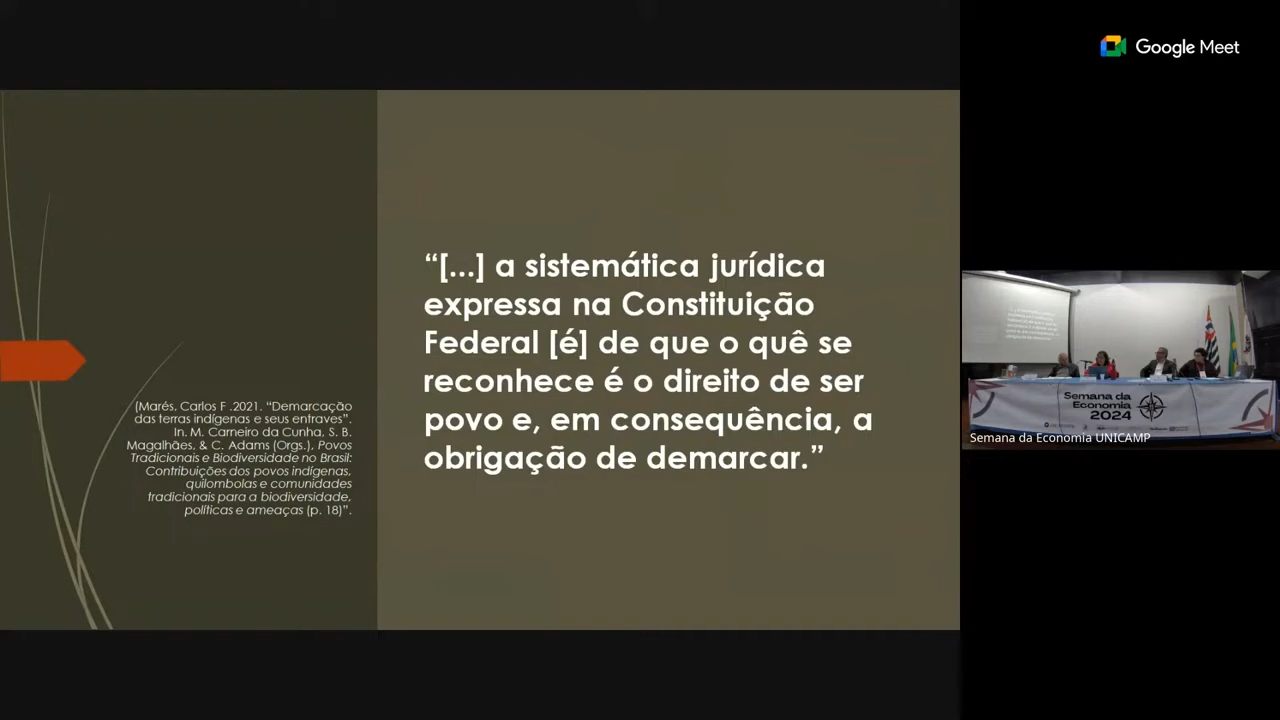 Google Meet
“[...] a sistemática jurídica
expressa na Constituição
Federal [é] de que o quê se
reconhece é o direito de ser
povo e, em consequência, a
obrigação de demarcar.”
(Marés, Carlos F .2021. “Demarcação
das terras indígenas e seus entraves”.
In. M. Carneiro da Cunha, S. B.
Magalhães, & C. Adams (Orgs.), Povos
Tradicionais e Biodiversidade no Brasil:
Contribuições dos povos indígenas,
quilombolas e comunidades
tradicionais para a biodiversidade,
políticas e ameaças (p. 18)”.
Semana da
Economia
2024
Semana da Economia UNICAMP